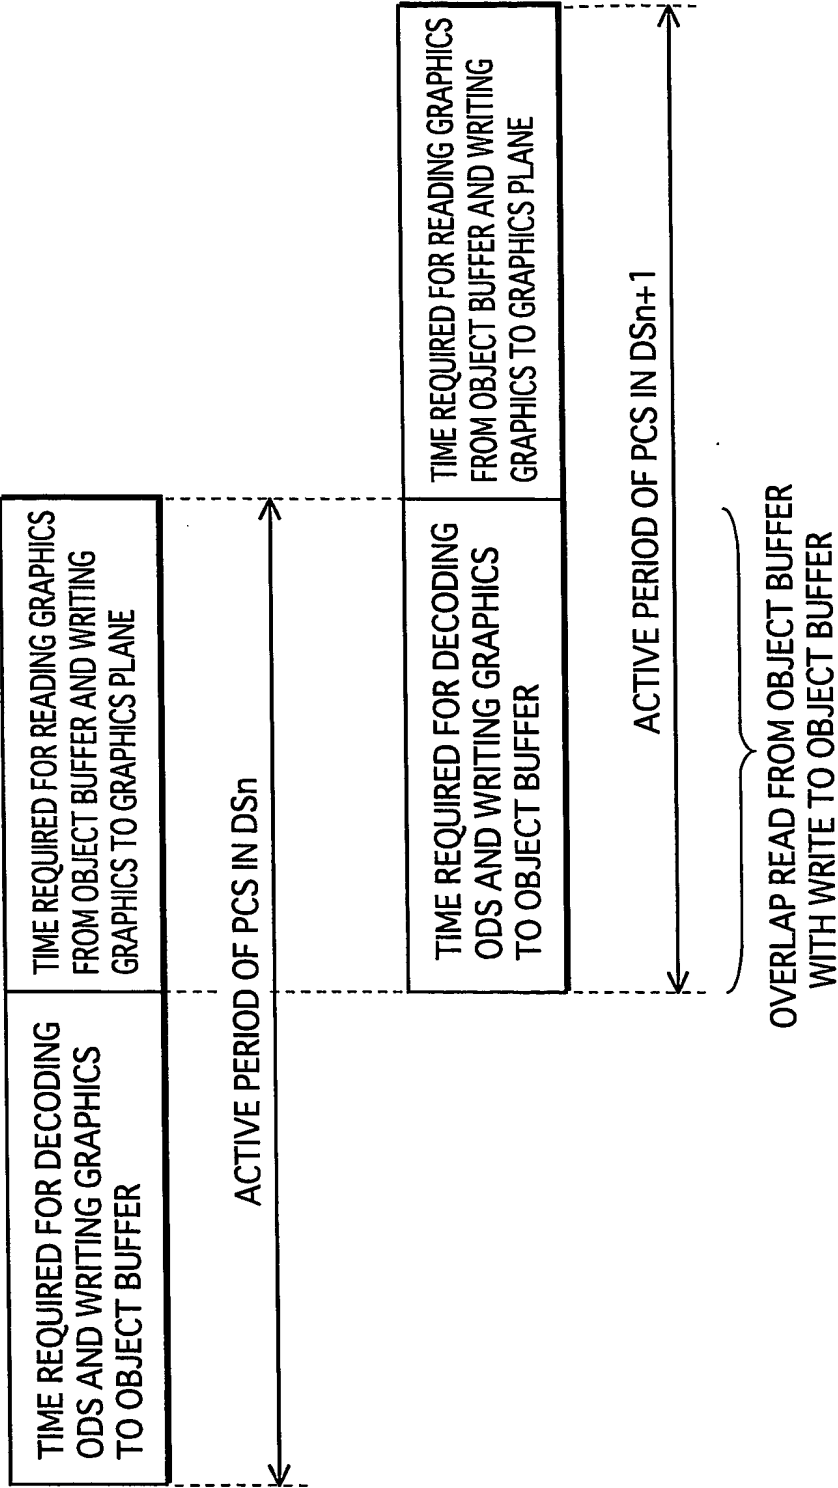 TIME REQUIRED FOR DECODING
ODS AND WRITING GRAPHICS
TO OBJECT BUFFER
TIME REQUIRED FOR READING GRAPHICS
FROM OBJECT BUFFER AND WRITING
GRAPHICS TO GRAPHICS PLANE
ACTIVE PERIOD OF PCS IN DSn
TIME REQUIRED FOR DECODING
ODS AND WRITING GRAPHICS
TO OBJECT BUFFER
TIME REQUIRED FOR READING GRAPHICS
FROM OBJECT BUFFER AND WRITING
GRAPHICS TO GRAPHICS PLANE
ACTIVE PERIOD OF PCS IN DSn+1
OVERLAP READ FROM OBJECT BUFFER
WITH WRITE TO OBJECT BUFFER